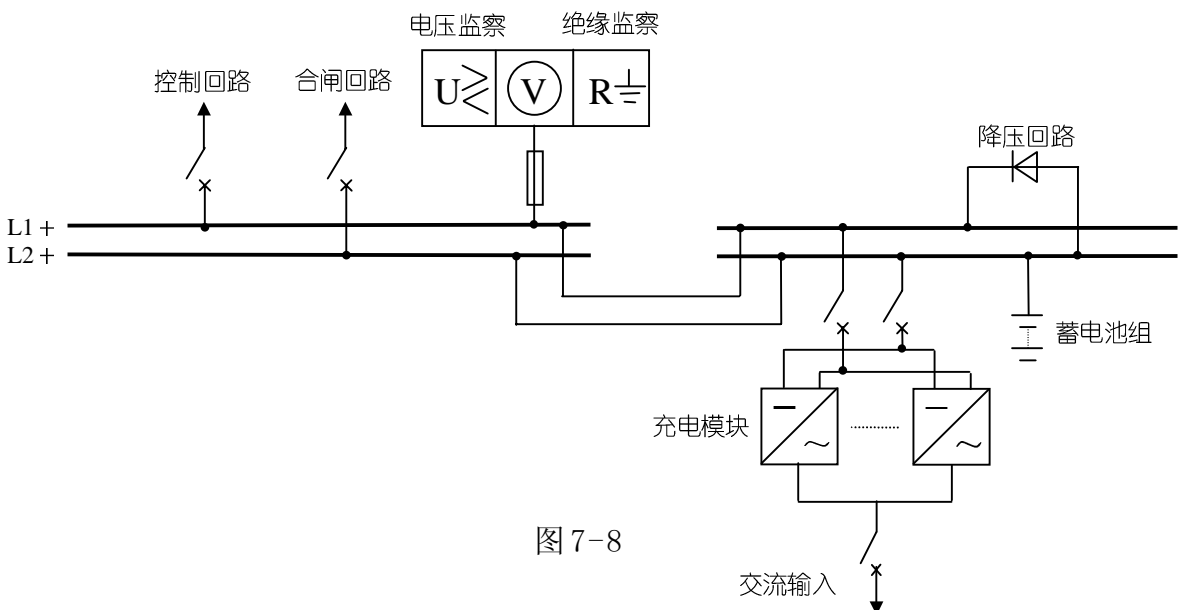 电压监察
绝缘监察
控制回路
合闸回路
U
V
R
降压回路
L1 +
L2 +
蓄电池组
充电模块
图 7-8
交流输入